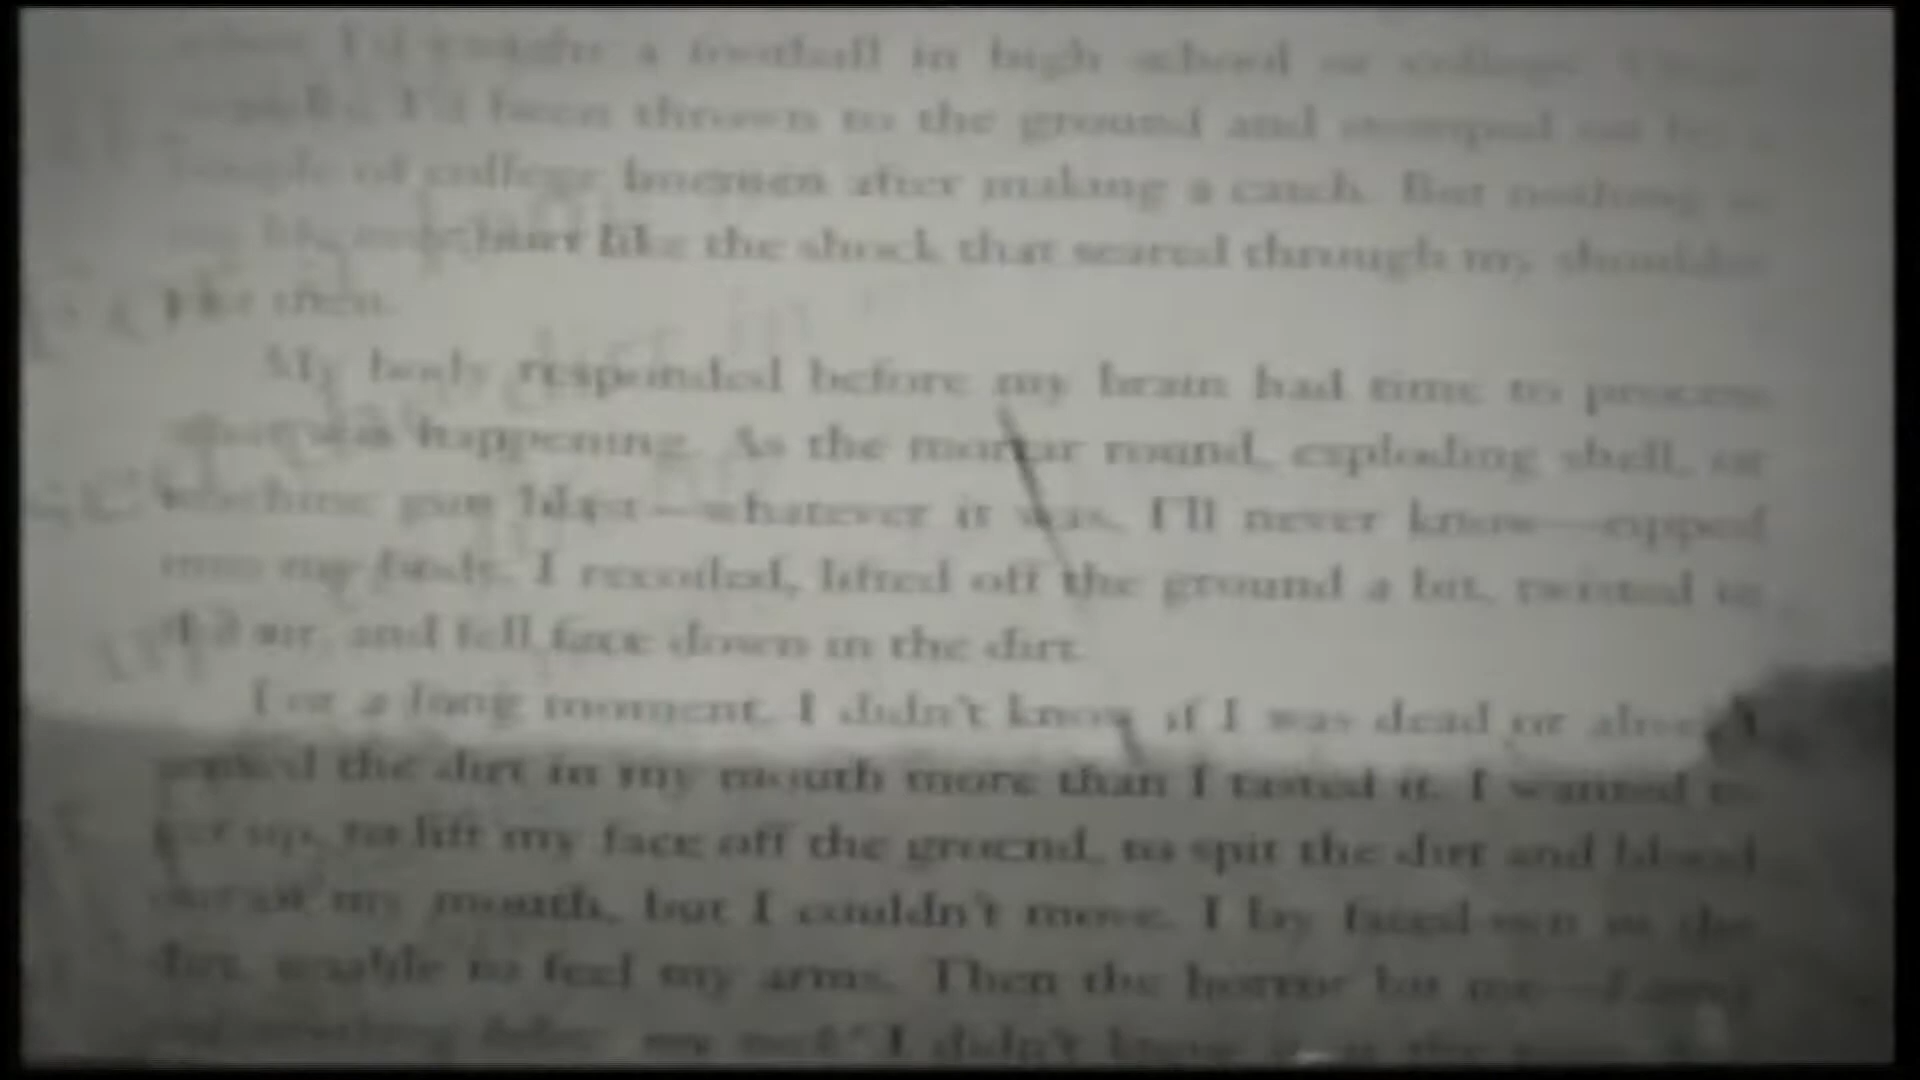 when I'd caught a football in high school or college.
I'd been thrown to the ground and stomped on by a
couple of college linemen after making a catch. But nothing in
my life ever hurt like the shock that seared through my shoulder
then.
My body responded before my brain had time to process
what was happening. As the mortar round, exploding shell, or
machine gun blast—whatever it was, I'll never know—ripped
into my body, I recoiled, lifted off the ground a bit, twisted in
the air, and fell face down in the dirt.
For a long moment, I didn't know if I was dead or alive. I
the dirt in my mouth more than I tasted it. I wanted to
get up, to lift my face off the ground, to spit the dirt and blood
out of my mouth, but I couldn't move. I lay facedown in the
dirt, unable to feel my arms. Then the horror hit me—
I didn't know